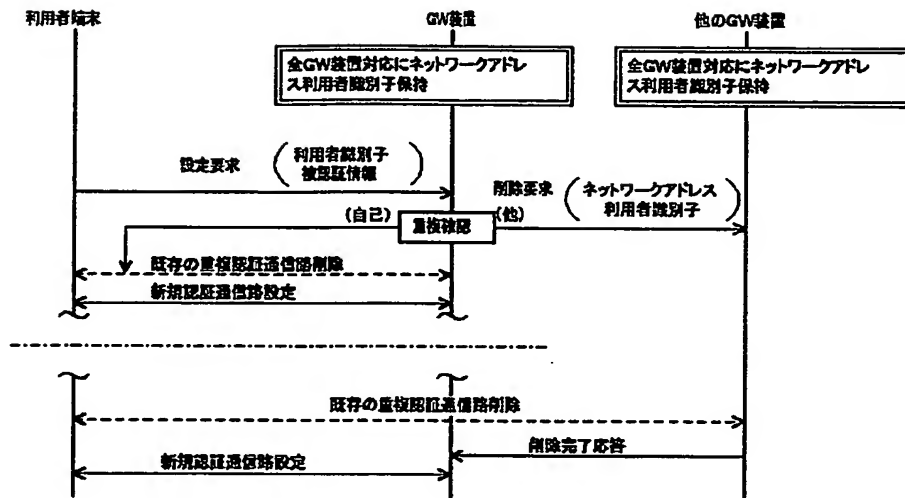 利用者端末
GW装置
他のGW装置
全GW装置対応にネットワークアドレ
ス利用者識別子保持
全GW装置対応にネットワークアドレ
ス利用者識別子保持
設定要求
利用者識別子
被認証情報
削除要求
ネットワークアドレス
利用者識別子
(自己)
重複確認
(他)
既存の重複認証通信路削除
新規認証通信路設定
既存の重複認証通信路削除
削除完了応答
新規認証通信路設定